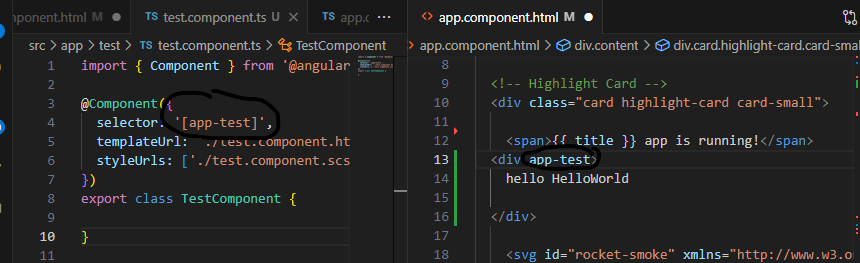 component.html M
TS test.component.ts U X
TS app.c
app.component.html M
src > app > test > TS test.component.ts > TestComponent
app.component.html > div.content > div.card.highlight-card.card-sma
1 import { Component } from '@angular
2
3 @Component({
4 selector: '[app-test]',
5 templateUrl: './test.component.ht
6 styleUrls: ['./test.component.scs
7 })
8 export class TestComponent {
9
10 }
8
9 <!-- Highlight Card -->
10 <div class="card highlight-card card-small">
11
12 <span>{{ title }} app is running!</span>
13 <div app-test>
14 hello HelloWorld
15
16 </div>
17
18 <svg id="rocket-smoke" xmlns="http://www.w3.o